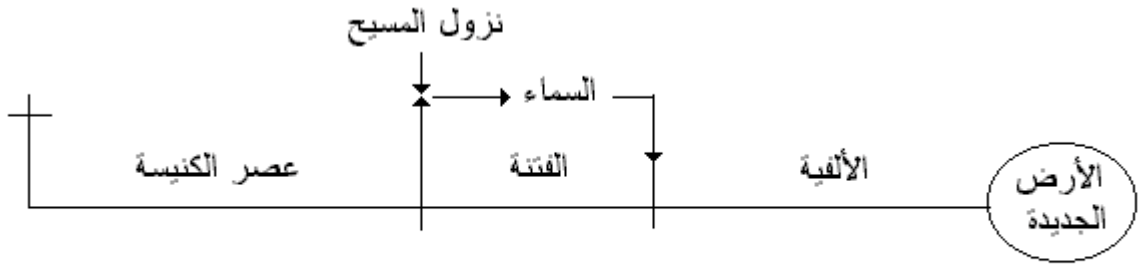 نزول المسيح
السماء
عصر الكنيسة
الفتنة
الألفية
الأرض
الجديدة